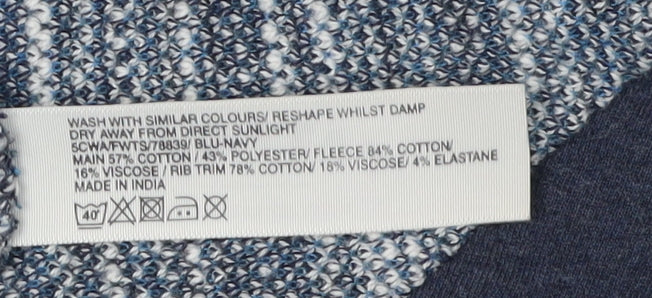 WASH WITH SIMILAR COLOURS/ RESHAPE WHILST DAMP
DRY AWAY FROM DIRECT SUNLIGHT
5CWA/FWTS/78839/ BLU-NAVY
MAIN 57% COTTON / 43% POLYESTER/ FLEECE 84% COTTON/
16% VISCOSE / RIB TRIM 78% COTTON/ 18% VISCOSE/ 4% ELASTANE
MADE IN INDIA
40°